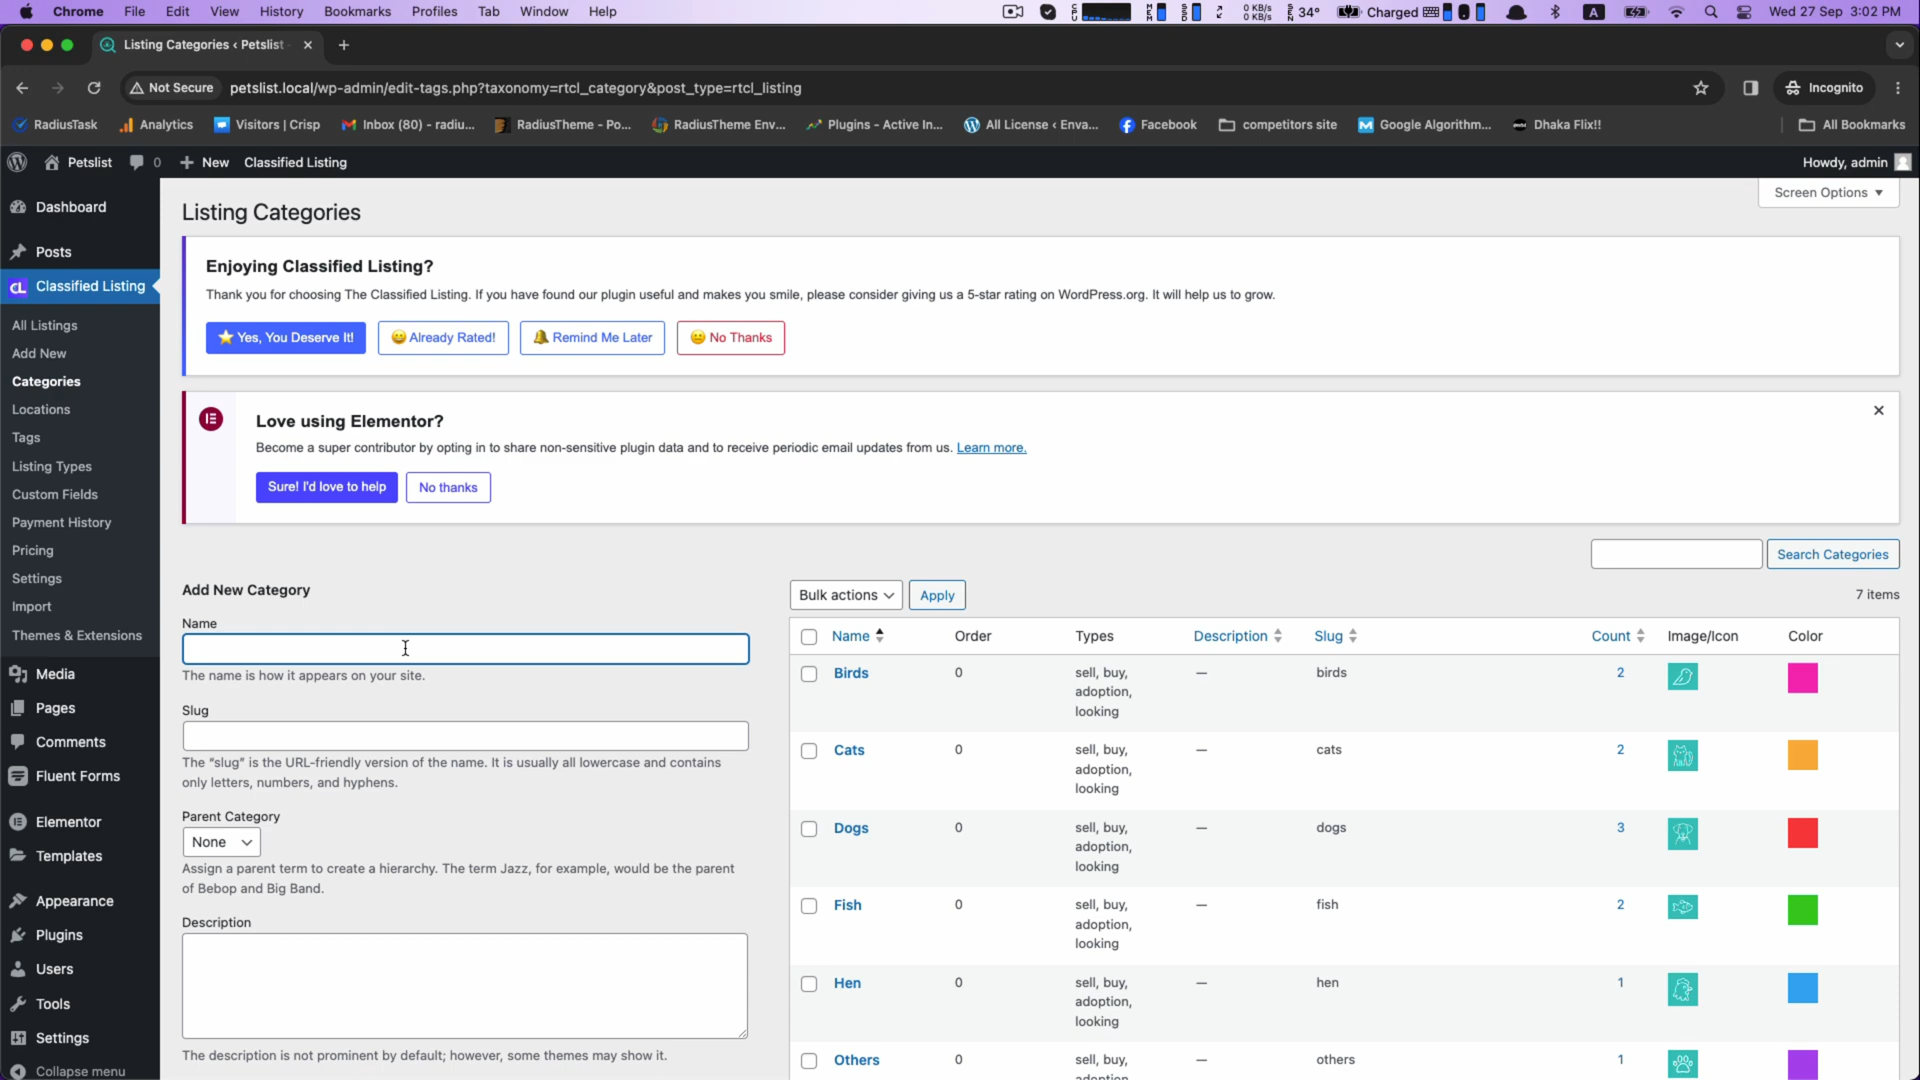 Chrome File Edit View History Bookmarks Profiles Tab Window Help
0 KB/s
0 KB/s
34° Charged A Wed 27 Sep 3:02 PM
Listing Categories ‹ Petslist
Not Secure petslist.local/wp-admin/edit-tags.php?taxonomy=rtcl_category&post_type=rtcl_listing Incognito
RadiusTask Analytics Visitors | Crisp Inbox (80) - radiu... RadiusTheme - Po... RadiusTheme Env... Plugins - Active In... All License ‹ Enva... Facebook competitors site Google Algorithm... Dhaka Flix!! All Bookmarks
Petslist 0 New Classified Listing Howdy, admin
Screen Options
Dashboard
Posts
Classified Listing
All Listings
Add New
Categories
Locations
Tags
Listing Types
Custom Fields
Payment History
Pricing
Settings
Import
Themes & Extensions
Media
Pages
Comments
Fluent Forms
Elementor
Templates
Appearance
Plugins
Users
Tools
Settings
Collapse menu
Listing Categories
Enjoying Classified Listing?
Thank you for choosing The Classified Listing. If you have found our plugin useful and makes you smile, please consider giving us a 5-star rating on WordPress.org. It will help us to grow.
Yes, You Deserve It! Already Rated! Remind Me Later No Thanks
Love using Elementor?
Become a super contributor by opting in to share non-sensitive plugin data and to receive periodic email updates from us. Learn more.
Sure! I'd love to help No thanks
Search Categories
Add New Category
Name
The name is how it appears on your site.
Slug
The “slug” is the URL-friendly version of the name. It is usually all lowercase and contains
only letters, numbers, and hyphens.
Parent Category
None
Assign a parent term to create a hierarchy. The term Jazz, for example, would be the parent
of Bebop and Big Band.
Description
The description is not prominent by default; however, some themes may show it.
Bulk actions Apply 7 items
Name Order Types Description Slug Count Image/Icon Color
Birds 0 sell, buy, — birds 2
adoption,
looking
Cats 0 sell, buy, — cats 2
adoption,
looking
Dogs 0 sell, buy, — dogs 3
adoption,
looking
Fish 0 sell, buy, — fish 2
adoption,
looking
Hen 0 sell, buy, — hen 1
adoption,
looking
Others 0 sell, buy, — others 1
adoption,